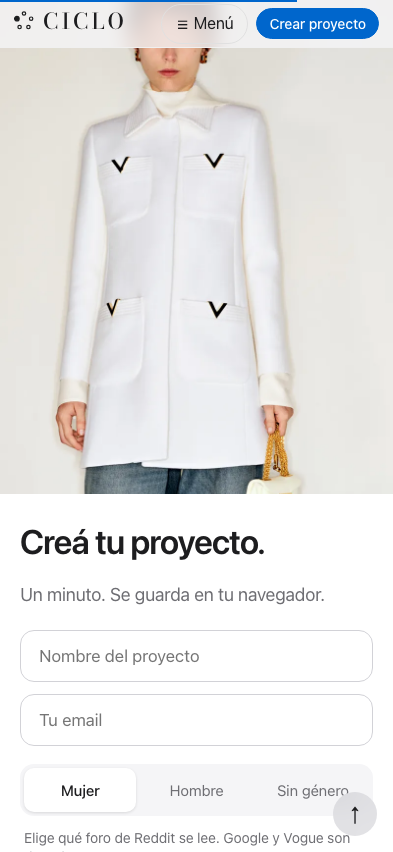 CICLO
≡ Menú
Crear proyecto
Creá tu proyecto.
Un minuto. Se guarda en tu navegador.
Nombre del proyecto
Tu email
Mujer
Hombre
Sin género
↑
Elige qué foro de Reddit se lee. Google y Vogue son